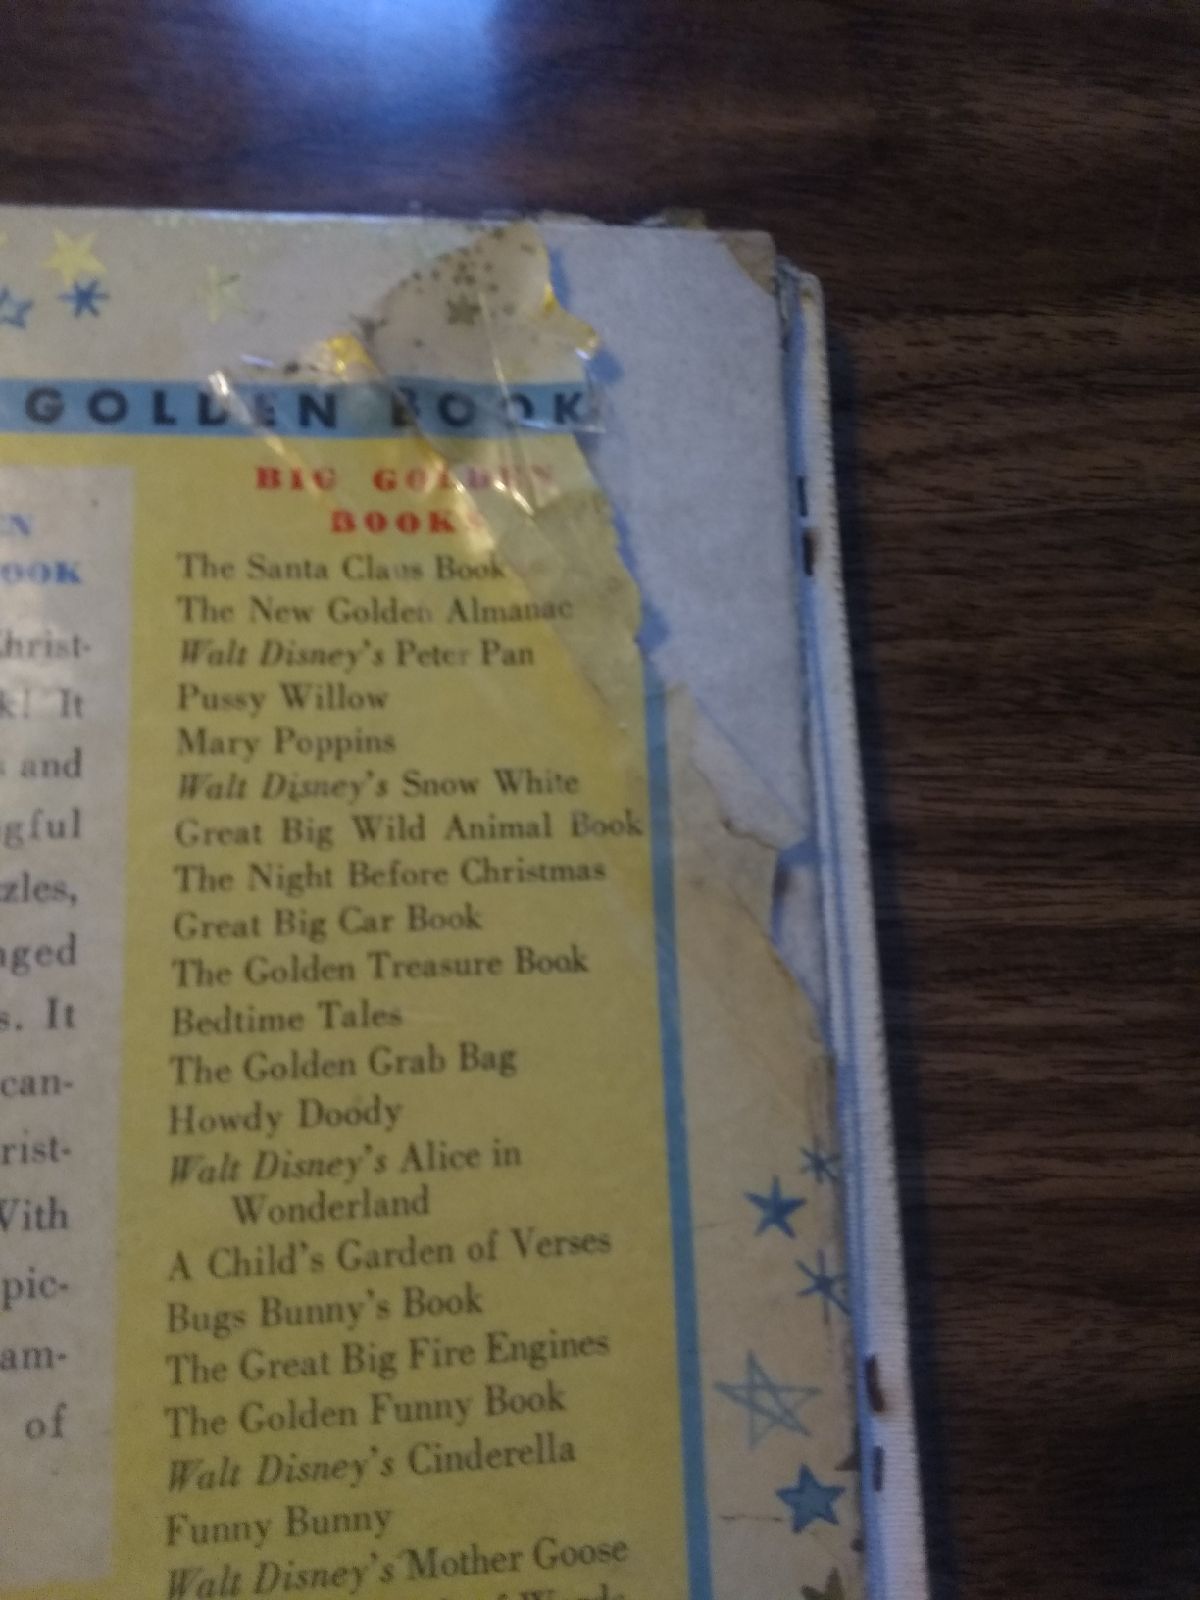 GOLDEN BOOK
EN
OOK
Christ-
k! It
s and
gful
zles,
nged
s. It
can-
rist-
With
pic-
am-
of
BIG GOLDEN
BOOKS
The Santa Claus Book
The New Golden Almanac
Walt Disney's Peter Pan
Pussy Willow
Mary Poppins
Walt Disney's Snow White
Great Big Wild Animal Book
The Night Before Christmas
Great Big Car Book
The Golden Treasure Book
Bedtime Tales
The Golden Grab Bag
Howdy Doody
Walt Disney's Alice in
Wonderland
A Child's Garden of Verses
Bugs Bunny's Book
The Great Big Fire Engines
The Golden Funny Book
Walt Disney's Cinderella
Funny Bunny
Walt Disney's Mother Goose